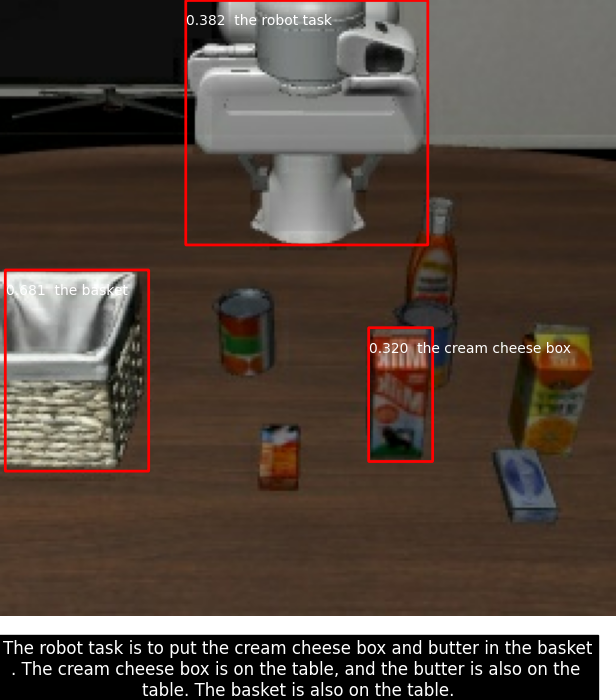 0.382 the robot task
0.681 the basket
0.320 the cream cheese box
Milk
Milk
The robot task is to put the cream cheese box and butter in the basket
. The cream cheese box is on the table, and the butter is also on the
table. The basket is also on the table.